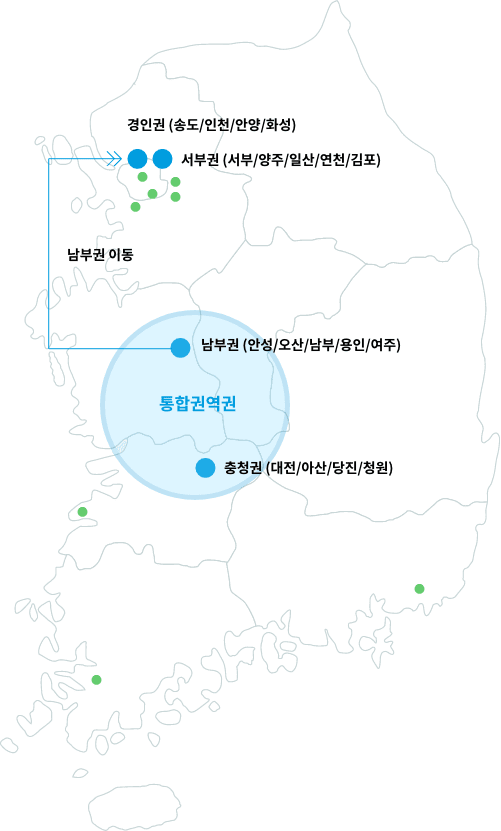 경인권 (송도/인천/안양/화성)
서부권 (서부/양주/일산/연천/김포)
남부권 이동
남부권 (안성/오산/남부/용인/여주)
통합권역권
충청권 (대전/아산/당진/청원)